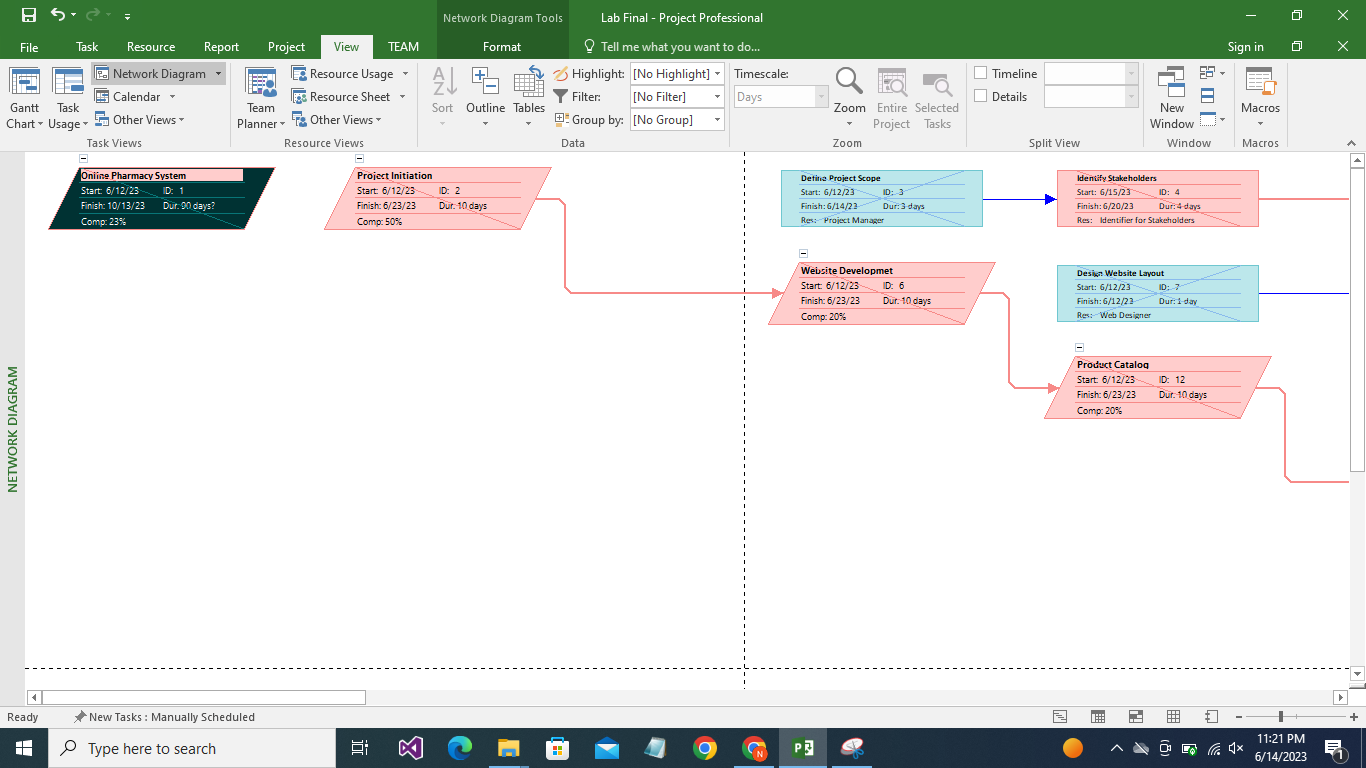 Network Diagram Tools
Lab Final - Project Professional
File
Task
Resource
Report
Project
View
TEAM
Format
Tell me what you want to do...
Sign in
Gantt
Chart
Task
Usage
Network Diagram
Calendar
Other Views
Task Views
Team
Planner
Resource Usage
Resource Sheet
Other Views
Resource Views
Sort
Outline
Tables
Highlight: [No Highlight]
Filter: [No Filter]
Group by: [No Group]
Data
Timescale:
Days
Zoom
Entire
Project
Selected
Tasks
Zoom
Timeline
Details
Split View
New
Window
Window
Macros
Macros
NETWORK DIAGRAM
Online Pharmacy System
Start: 6/12/23 ID: 1
Finish: 10/13/23 Dur: 90 days?
Comp: 23%
Project Initiation
Start: 6/12/23 ID: 2
Finish: 6/23/23 Dur: 10 days
Comp: 50%
Define Project Scope
Start: 6/12/23 ID: 3
Finish: 6/14/23 Dur: 3 days
Res: Project Manager
Identify Stakeholders
Start: 6/15/23 ID: 4
Finish: 6/20/23 Dur: 4 days
Res: Identifier for Stakeholders
Website Developmet
Start: 6/12/23 ID: 6
Finish: 6/23/23 Dur: 10 days
Comp: 20%
Design Website Layout
Start: 6/12/23 ID: 7
Finish: 6/12/23 Dur: 1 day
Res: Web Designer
Product Catalog
Start: 6/12/23 ID: 12
Finish: 6/23/23 Dur: 10 days
Comp: 20%
Ready
New Tasks : Manually Scheduled
Type here to search
N
P
11:21 PM
6/14/2023
1